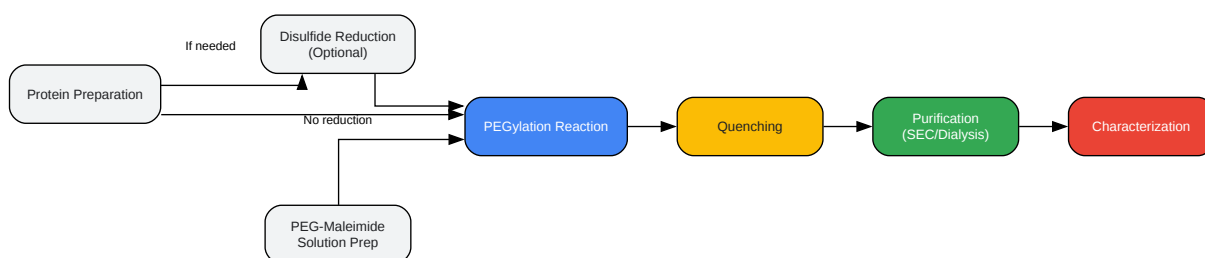 If needed
Disulfide Reduction
(Optional)
Protein Preparation
No reduction
PEGylation Reaction
Quenching
Purification
(SEC/Dialysis)
Characterization
PEG-Maleimide
Solution Prep